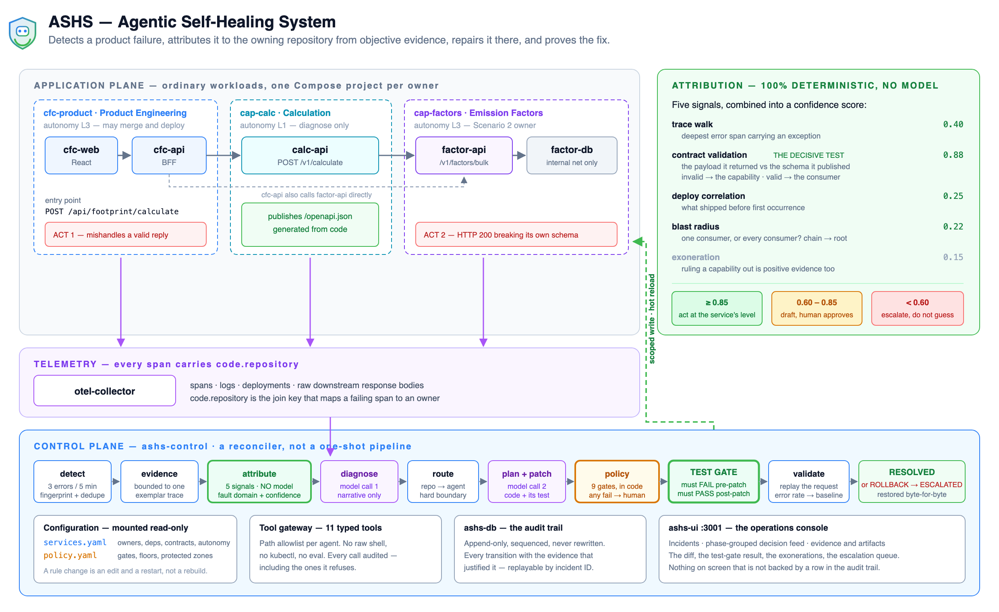 ASHS — Agentic Self-Healing System
Detects a product failure, attributes it to the owning repository from objective evidence, repairs it there, and proves the fix.
APPLICATION PLANE — ordinary workloads, one Compose project per owner
cfc-product · Product Engineering
autonomy L3 — may merge and deploy
cfc-web
React
cfc-api
BFF
entry point
POST /api/footprint/calculate
ACT 1 — mishandles a valid reply
cap-calc · Calculation
autonomy L1 — diagnose only
calc-api
POST /v1/calculate
cfc-api also calls factor-api directly
publishes /openapi.json
generated from code
cap-factors · Emission Factors
autonomy L3 — Scenario 2 owner
factor-api
/v1/factors/bulk
factor-db
internal net only
ACT 2 — HTTP 200 breaking its own schema
scoped write · hot reload
ATTRIBUTION — 100% DETERMINISTIC, NO MODEL
Five signals, combined into a confidence score:
trace walk 0.40
deepest error span carrying an exception
contract validation THE DECISIVE TEST 0.88
the payload it returned vs the schema it published
invalid → the capability · valid → the consumer
deploy correlation 0.25
what shipped before first occurrence
blast radius 0.22
one consumer, or every consumer? chain → root
exoneration 0.15
ruling a capability out is positive evidence too
≥ 0.85
act at the service's level
0.60 – 0.85
draft, human approves
< 0.60
escalate, do not guess
TELEMETRY — every span carries code.repository
otel-collector
spans · logs · deployments · raw downstream response bodies
code.repository is the join key that maps a failing span to an owner
CONTROL PLANE — ashs-control · a reconciler, not a one-shot pipeline
detect
3 errors / 5 min
fingerprint + dedupe
evidence
bounded to one
exemplar trace
attribute
5 signals · NO model
fault domain + confidence
diagnose
model call 1
narrative only
route
repo → agent
hard boundary
plan + patch
model call 2
code + its test
policy
9 gates, in code
any fail → human
TEST GATE
must FAIL pre-patch
must PASS post-patch
validate
replay the request
error rate → baseline
RESOLVED
or ROLLBACK → ESCALATED
restored byte-for-byte
Configuration — mounted read-only
services.yaml owners, deps, contracts, autonomy
policy.yaml gates, floors, protected zones
A rule change is an edit and a restart, not a rebuild.
Tool gateway — 11 typed tools
Path allowlist per agent. No raw shell,
no kubectl, no eval. Every call audited —
including the ones it refuses.
ashs-db — the audit trail
Append-only, sequenced, never rewritten.
Every transition with the evidence that
justified it — replayable by incident ID.
ashs-ui :3001 — the operations console
Incidents · phase-grouped decision feed · evidence and artifacts
The diff, the test-gate result, the exonerations, the escalation queue.
Nothing on screen that is not backed by a row in the audit trail.